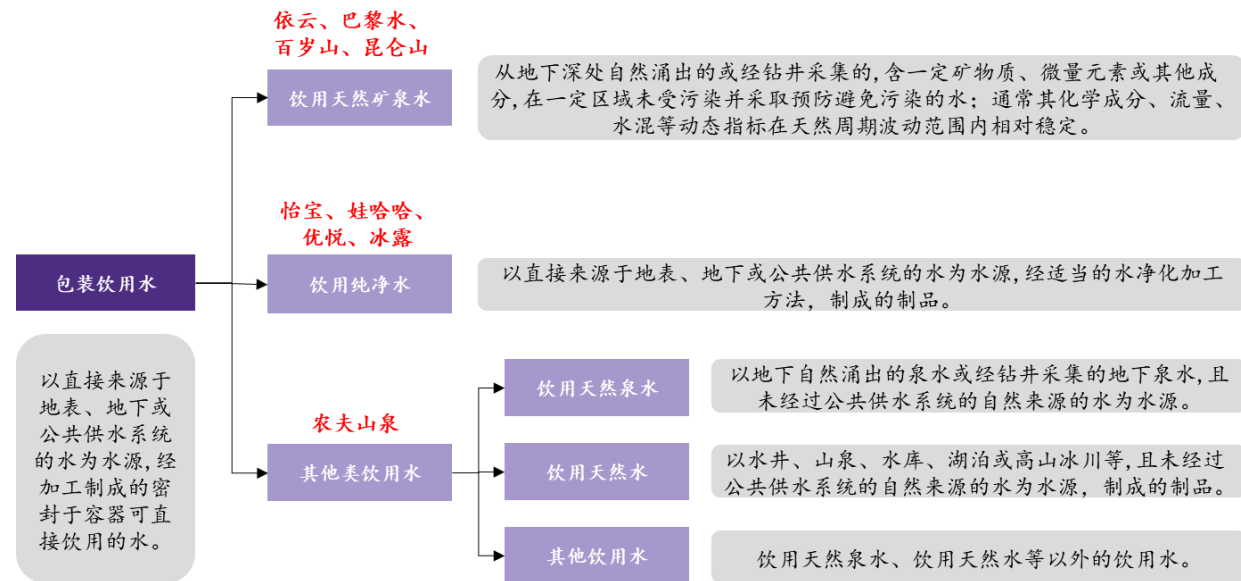 依云、巴黎水、
百岁山、昆仑山
饮用天然矿泉水
从地下深处自然涌出的或经钻井采集的,含一定矿物质、微量元素或其他成
分,在一定区域未受污染并采取预防避免污染的水；通常其化学成分、流量、
水混等动态指标在天然周期波动范围内相对稳定。
怡宝、娃哈哈、
优悦、冰露
饮用纯净水
以直接来源于地表、地下或公共供水系统的水为水源,经适当的水净化加工
方法，制成的制品。
包装饮用水
以直接来源于
地表、地下或
公共供水系统
的水为水源,经
加工制成的密
封于容器可直
接饮用的水。
农夫山泉
其他类饮用水
饮用天然泉水
以地下自然涌出的泉水或经钻井采集的地下泉水,且
未经过公共供水系统的自然来源的水为水源。
饮用天然水
以水井、山泉、水库、湖泊或高山冰川等,且未经过
公共供水系统的自然来源的水为水源，制成的制品。
其他饮用水
饮用天然泉水、饮用天然水等以外的饮用水。